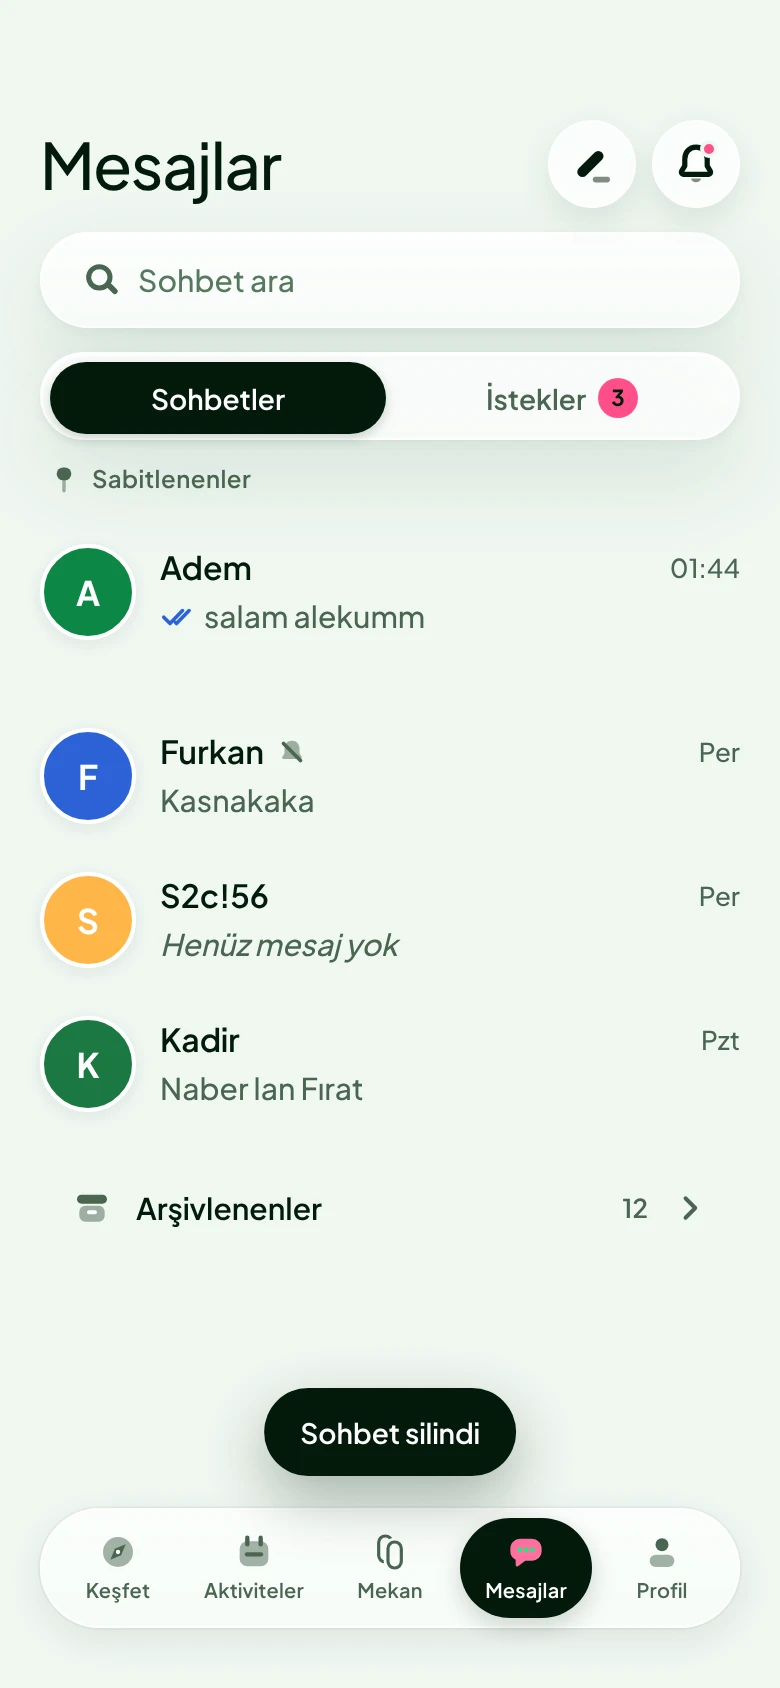 Mesajlar
Sohbet ara
Sohbetler
İstekler 3
Sabitlenenler
Adem 01:44
A
salam alekumm
Furkan Per
F
Kasnakaka
S2c!56 Per
S
Henüz mesaj yok
Kadir Pzt
K
Naber lan Fırat
Arşivlenenler 12
Sohbet silindi
Keşfet Aktiviteler Mekan Mesajlar Profil